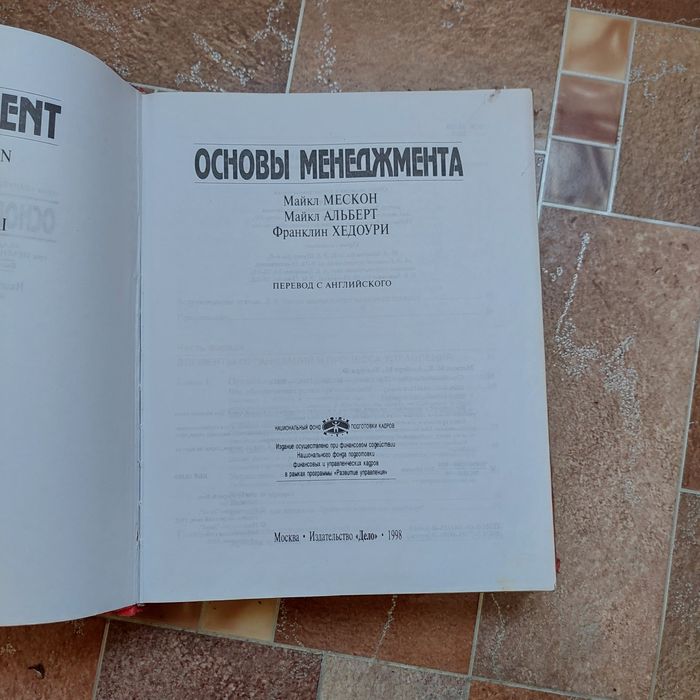 ENT
N
I
ОСНОВЫ МЕНЕДЖМЕНТА
Майкл МЕСКОН
Майкл АЛЬБЕРТ
Франклин ХЕДОУРИ
ПЕРЕВОД С АНГЛИЙСКОГО
НАЦИОНАЛЬНЫЙ ФОНД ПОДГОТОВКИ КАДРОВ
Издание осуществлено при финансовом содействии
Национального фонда подготовки
финансовых и управленческих кадров
в рамках программы «Развитие управления»
Москва • Издательство «Дело» • 1998